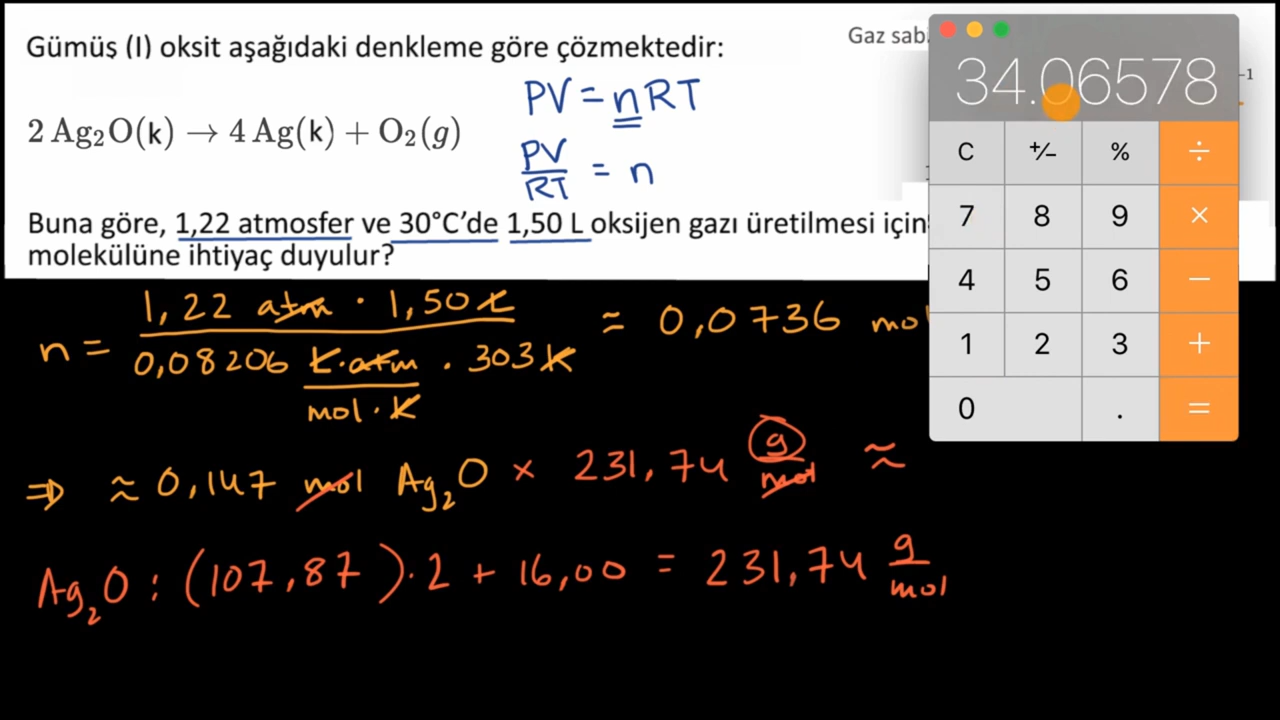 Gümüş (I) oksit aşağıdaki denkleme göre çözmektedir:
Gaz sab
34.06578
-1
PV = nRT
2 Ag₂O(k) → 4 Ag(k) + O₂(g)
PV/RT = n
Buna göre, 1,22 atmosfer ve 30°C'de 1,50 L oksijen gazı üretilmesi için
molekülüne ihtiyaç duyulur?
C +/− % ÷
7 8 9 ×
4 5 6 −
1 2 3 +
0 . =
1,22 atm · 1,50 L
n = ≈ 0,0736 mol
0,08206 L·atm · 303 K
mol · K
⇒ ≈ 0,147 mol Ag₂O × 231,74 g/mol ≈
Ag₂O : (107,87)·2 + 16,00 = 231,74 g/mol